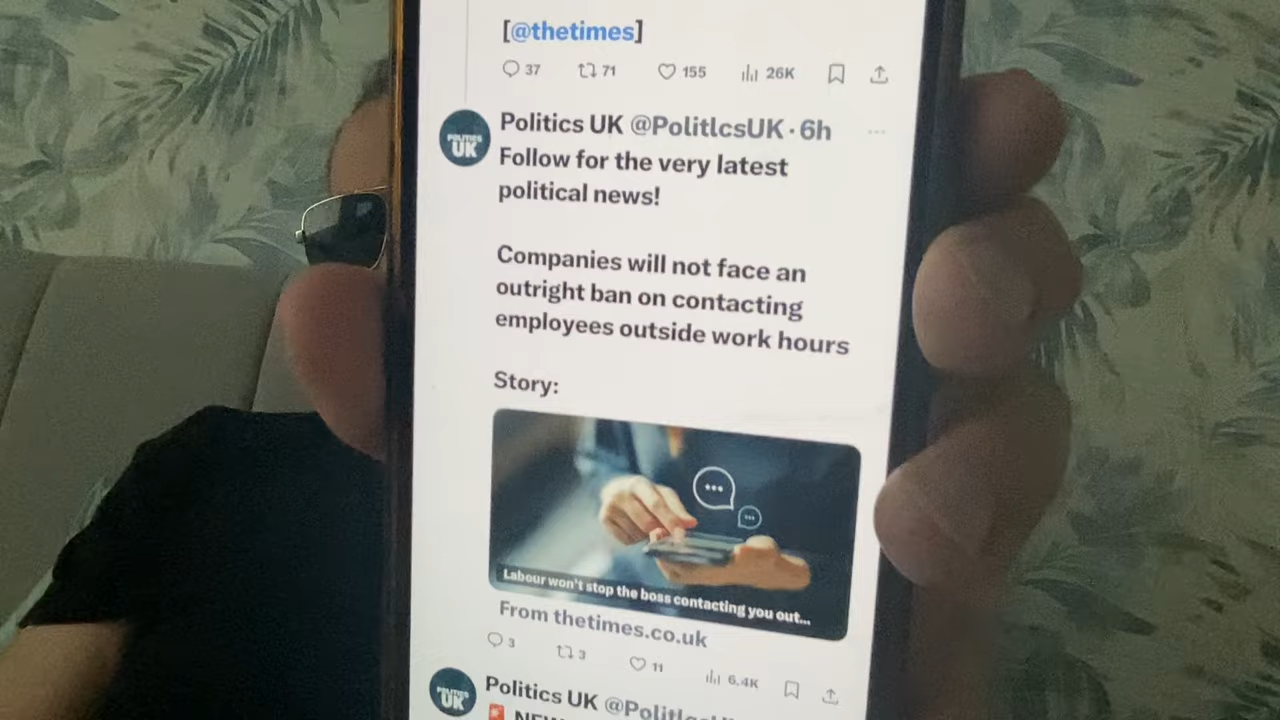 [@thetimes]
37 71 155 26K
POLITICS UK
Politics UK @PolitlcsUK · 6h
Follow for the very latest
political news!
Companies will not face an
outright ban on contacting
employees outside work hours
Story:
Labour won't stop the boss contacting you out...
From thetimes.co.uk
3 3 11 6.4K
POLITICS UK
Politics UK